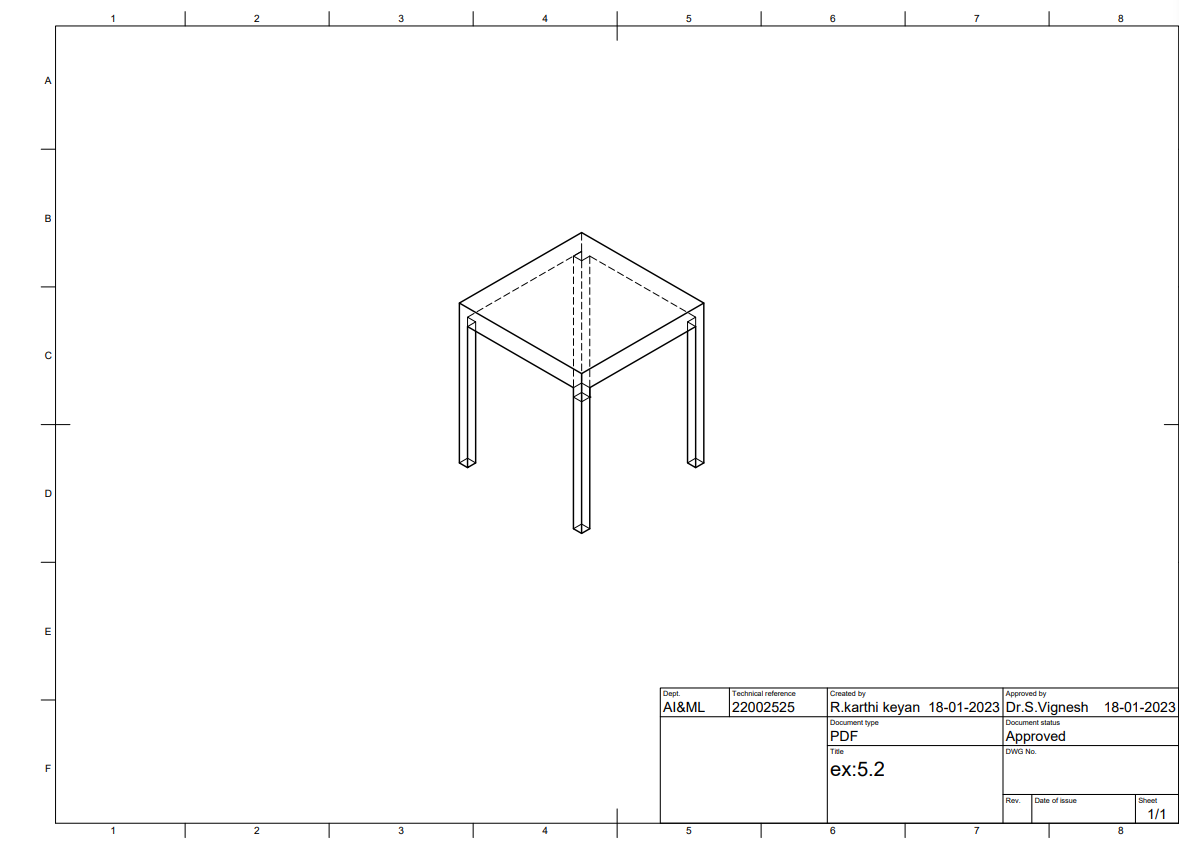 1 2 3 4 5 6 7 8
A
B
C
D
E
F
Dept. Technical reference Created by Approved by
AI&ML 22002525 R.karthi keyan 18-01-2023 Dr.S.Vignesh 18-01-2023
Document type Document status
PDF Approved
Title DWG No.
ex:5.2
Rev. Date of issue Sheet
1/1
1 2 3 4 5 6 7 8